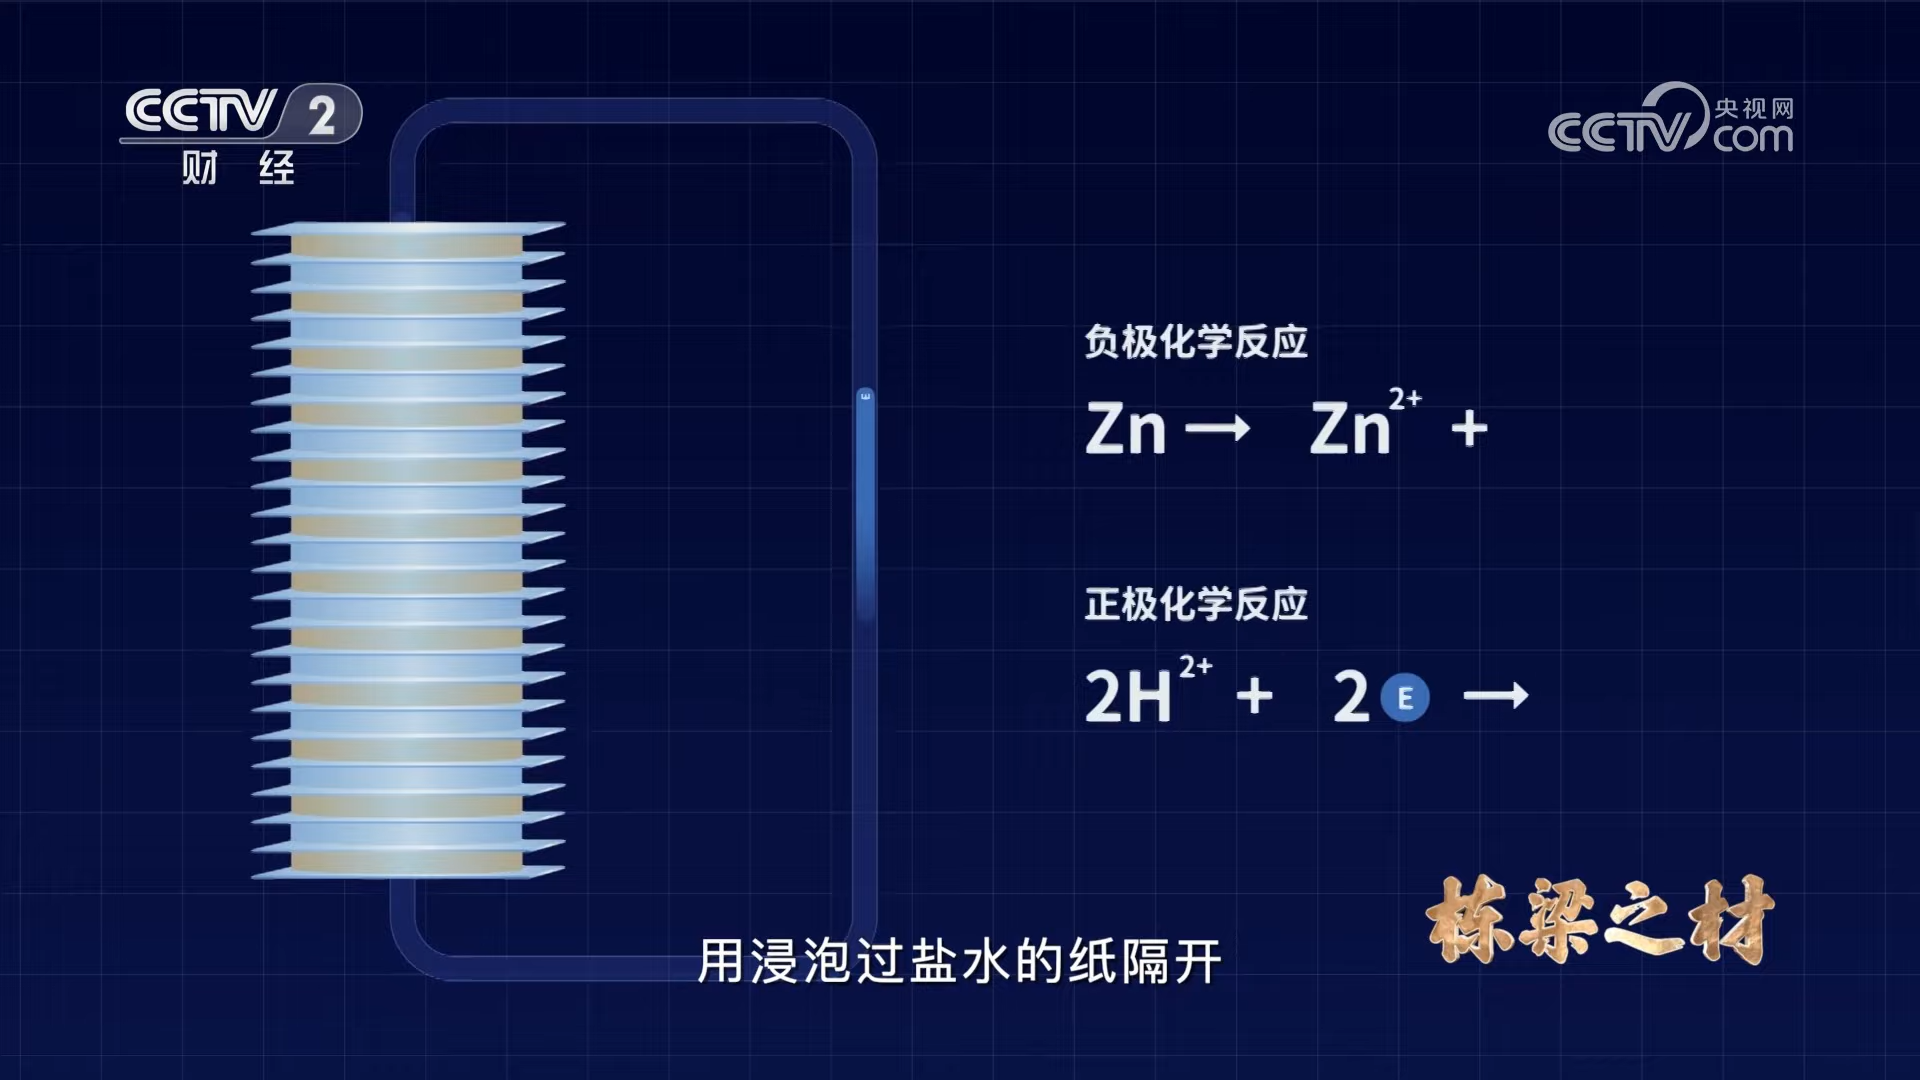 CCTV 2
财 经
央视网
CCTV com
负极化学反应
Zn → Zn²⁺ +
正极化学反应
2H²⁺ + 2 E →
E
栋梁之材
用浸泡过盐水的纸隔开